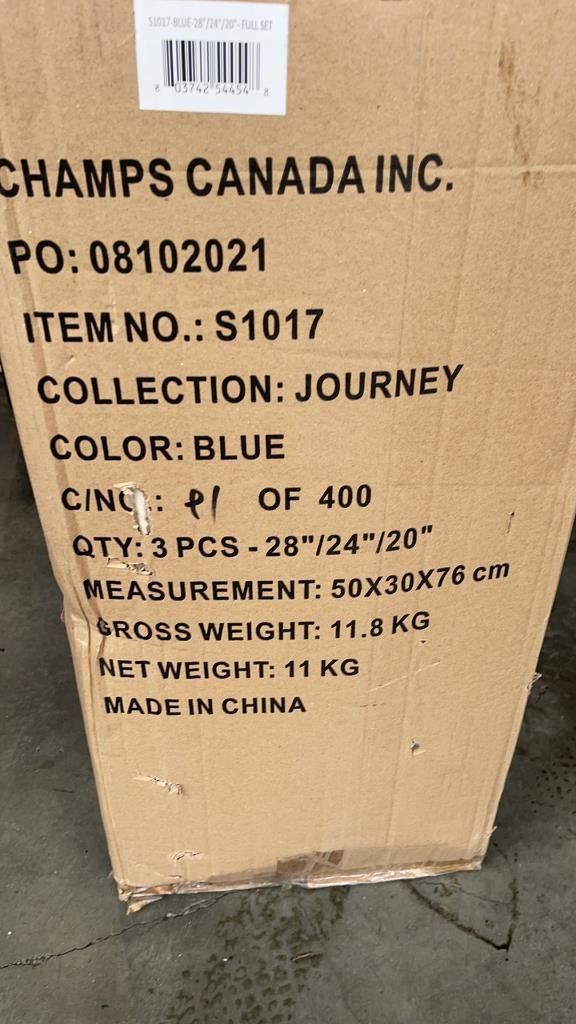 S1017-BLUE-28"/24"/20"- FULL SET
8 03742 54454 8
CHAMPS CANADA INC.
PO: 08102021
ITEM NO.: S1017
COLLECTION: JOURNEY
COLOR: BLUE
C/NO.: OF 400
QTY: 3 PCS - 28"/24"/20"
MEASUREMENT: 50X30X76 cm
GROSS WEIGHT: 11.8 KG
NET WEIGHT: 11 KG
MADE IN CHINA